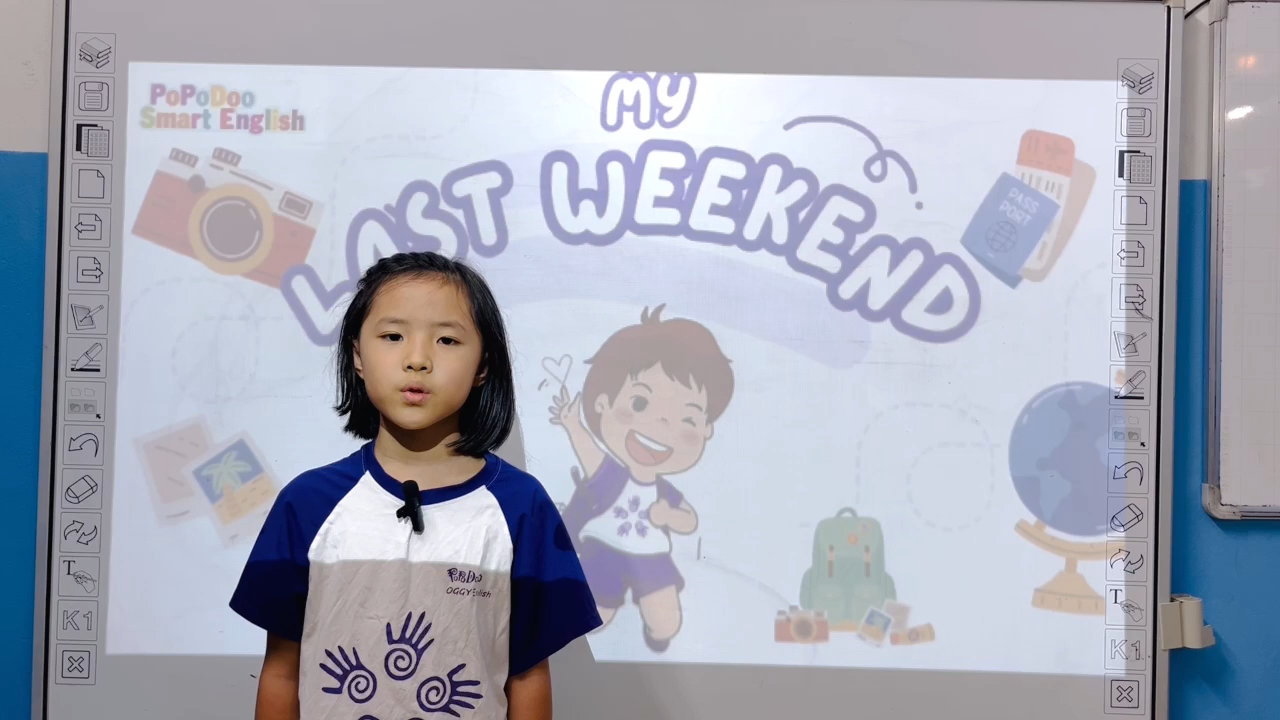 PoPoDoo
Smart English
MY
LAST WEEKEND
PASS
PORT
PoPoDoo
OGGY English
T
K1
T
K1